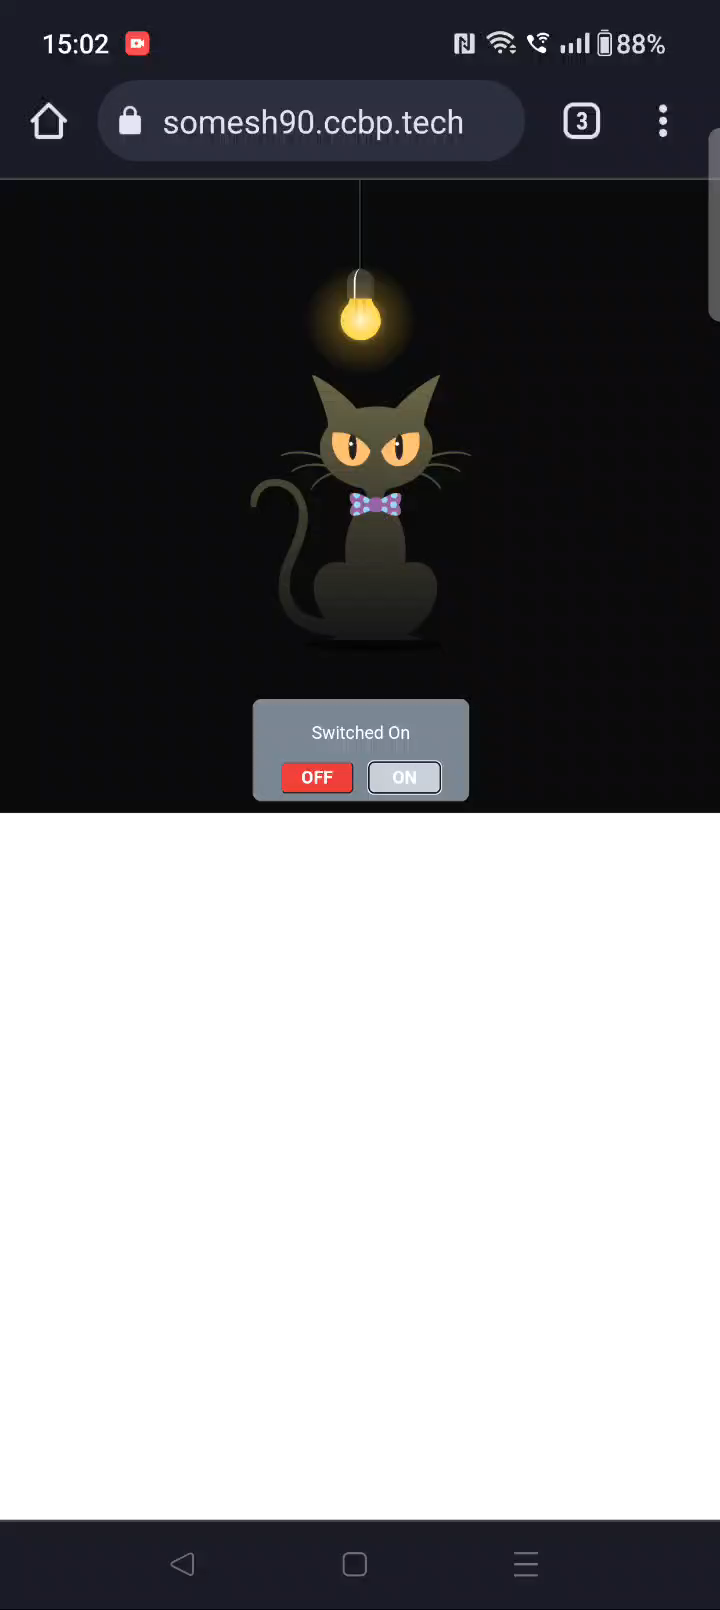 15:02
88%
somesh90.ccbp.tech
3
Switched On
OFF ON